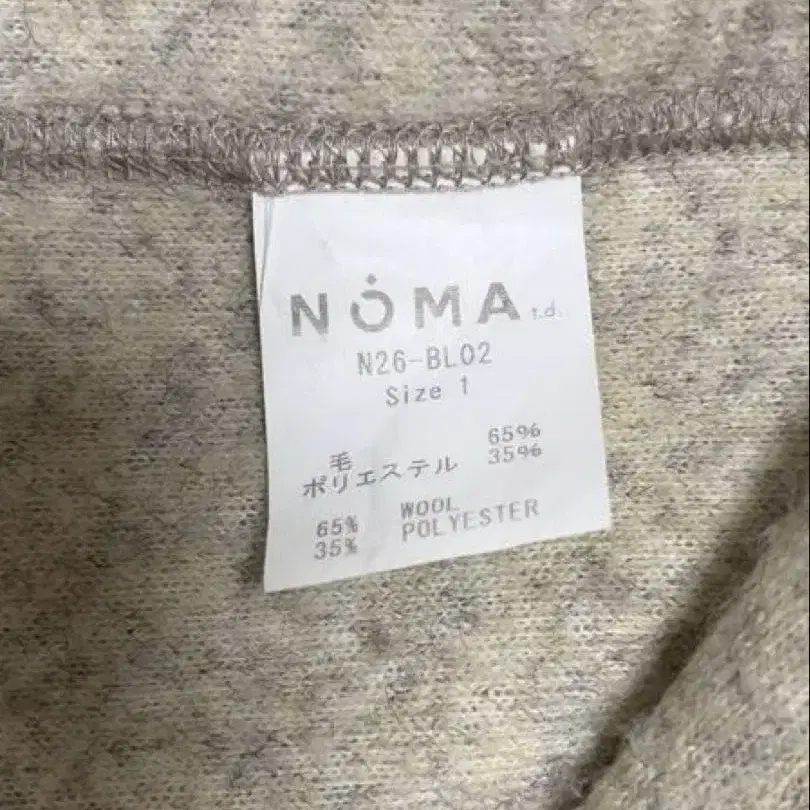 NOMA t.d.
N26-BL02
Size 1
毛 65%
ポリエステル 35%
65% WOOL
35% POLYESTER